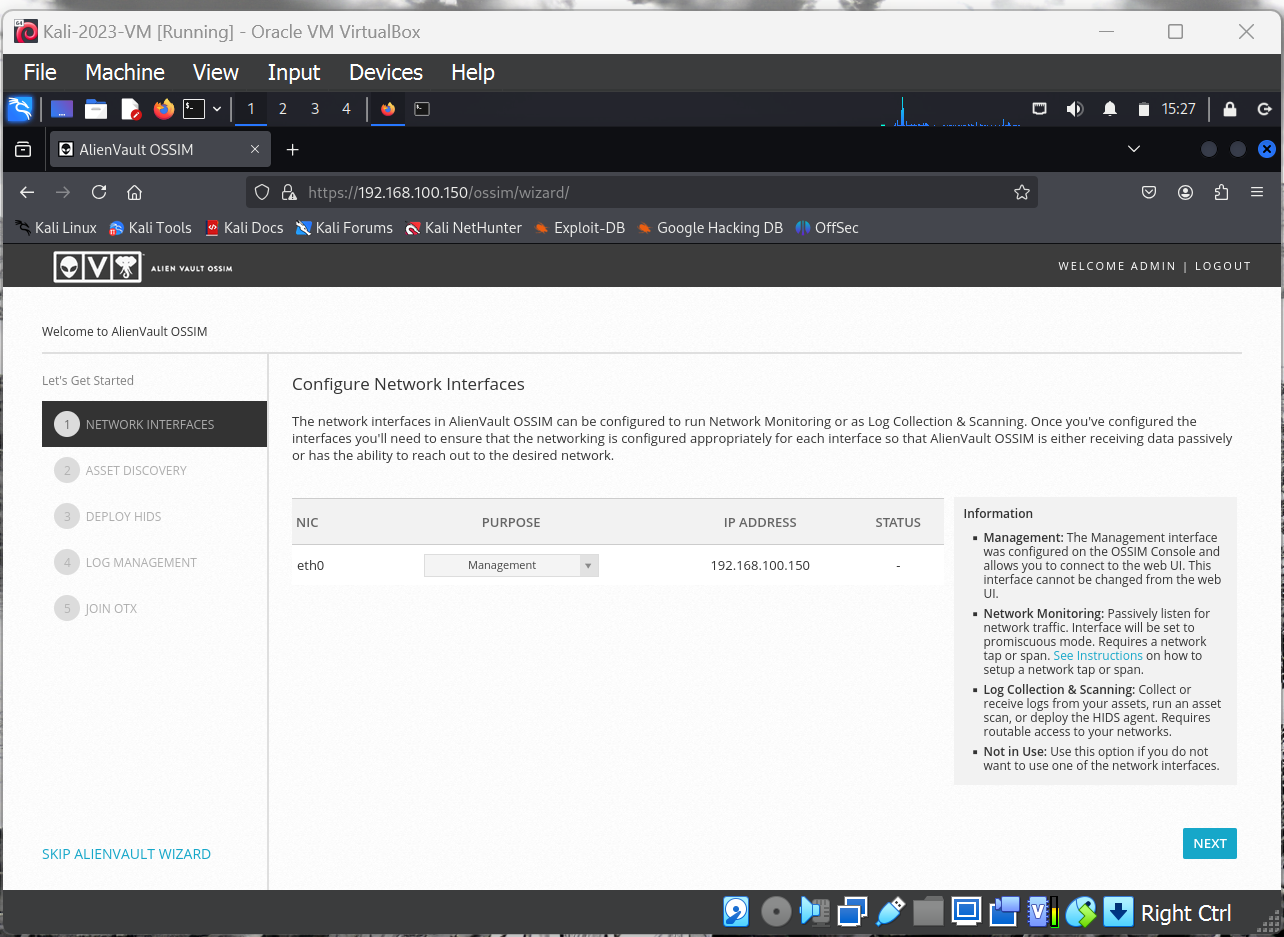 Kali-2023-VM [Running] - Oracle VM VirtualBox
File Machine View Input Devices Help
1 2 3 4 15:27
AlienVault OSSIM
https://192.168.100.150/ossim/wizard/
Kali Linux Kali Tools Kali Docs Kali Forums Kali NetHunter Exploit-DB Google Hacking DB OffSec
V ALIEN VAULT OSSIM WELCOME ADMIN | LOGOUT
Welcome to AlienVault OSSIM
Let's Get Started
1 NETWORK INTERFACES
2 ASSET DISCOVERY
3 DEPLOY HIDS
4 LOG MANAGEMENT
5 JOIN OTX
SKIP ALIENVAULT WIZARD
Configure Network Interfaces
The network interfaces in AlienVault OSSIM can be configured to run Network Monitoring or as Log Collection & Scanning. Once you've configured the
interfaces you'll need to ensure that the networking is configured appropriately for each interface so that AlienVault OSSIM is either receiving data passively
or has the ability to reach out to the desired network.
NIC PURPOSE IP ADDRESS STATUS
eth0 Management 192.168.100.150 -
Information
▪ Management: The Management interface
was configured on the OSSIM Console and
allows you to connect to the web UI. This
interface cannot be changed from the web
UI.
▪ Network Monitoring: Passively listen for
network traffic. Interface will be set to
promiscuous mode. Requires a network
tap or span. See Instructions on how to
setup a network tap or span.
▪ Log Collection & Scanning: Collect or
receive logs from your assets, run an asset
scan, or deploy the HIDS agent. Requires
routable access to your networks.
▪ Not in Use: Use this option if you do not
want to use one of the network interfaces.
NEXT
Right Ctrl